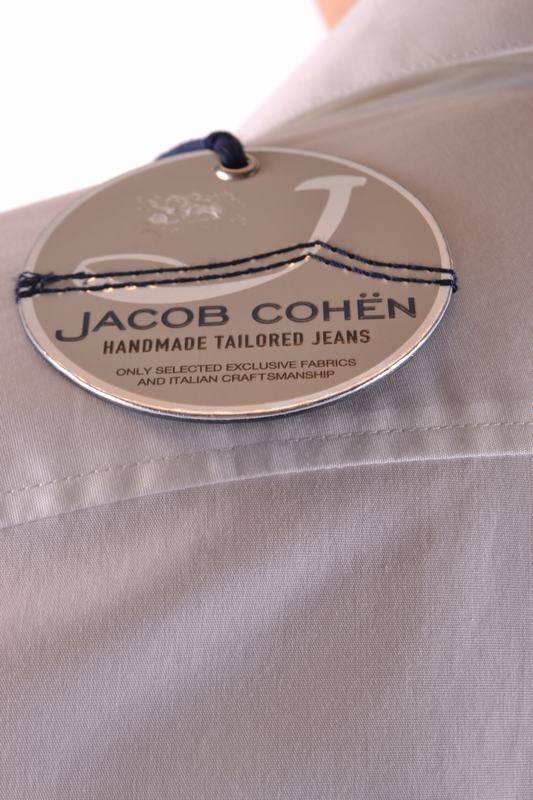 J
JACOB COHËN
HANDMADE TAILORED JEANS
ONLY SELECTED EXCLUSIVE FABRICS
AND ITALIAN CRAFTSMANSHIP